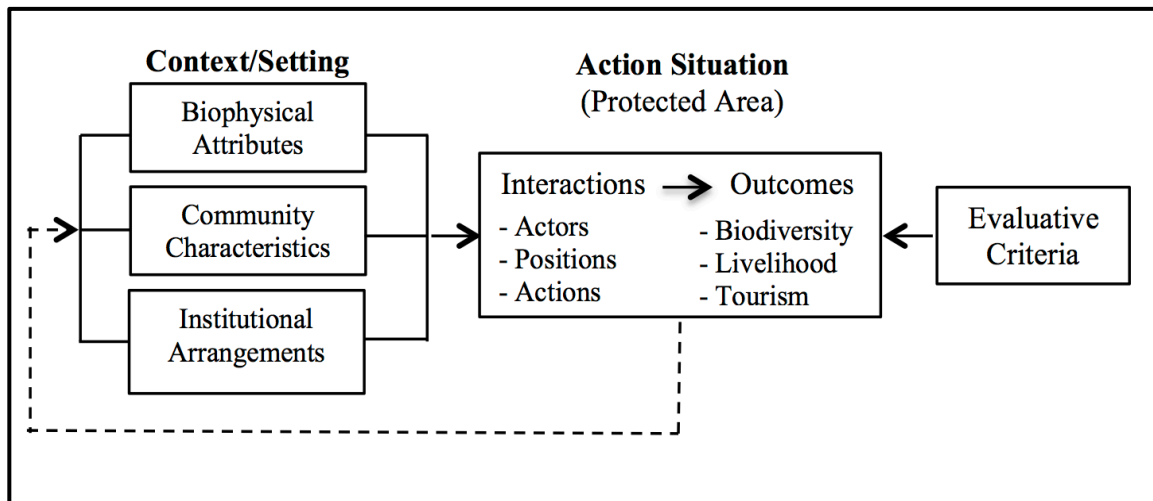 Context/Setting
Biophysical
Attributes
Community
Characteristics
Institutional
Arrangements
Action Situation
(Protected Area)
Interactions
- Actors
- Positions
- Actions
Outcomes
- Biodiversity
- Livelihood
- Tourism
Evaluative
Criteria